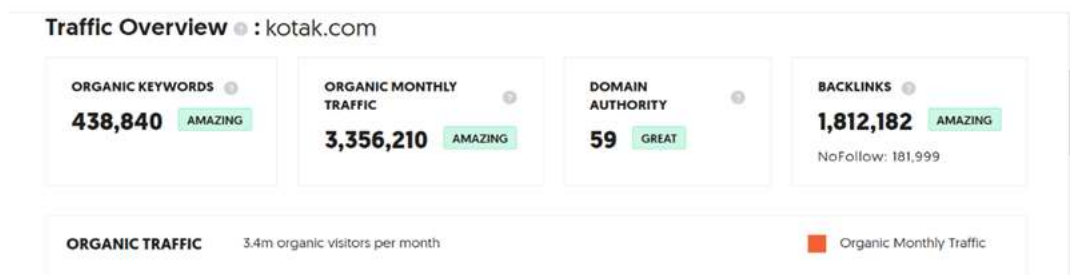 Traffic Overview : kotak.com
ORGANIC KEYWORDS
438,840 AMAZING
ORGANIC MONTHLY
TRAFFIC
3,356,210 AMAZING
DOMAIN
AUTHORITY
59 GREAT
BACKLINKS
1,812,182 AMAZING
NoFollow: 181,999
ORGANIC TRAFFIC 3.4m organic visitors per month Organic Monthly Traffic